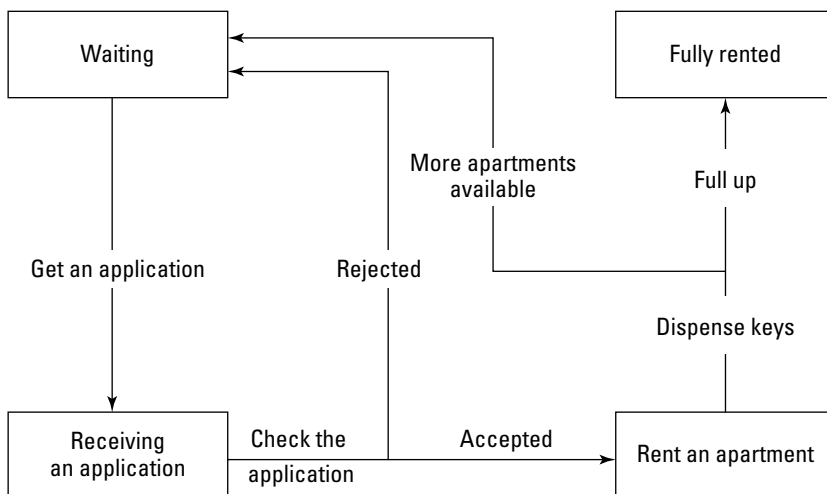 Waiting
Fully rented
More apartments
available
Full up
Get an application
Rejected
Dispense keys
Receiving
an application
Check the
application
Accepted
Rent an apartment